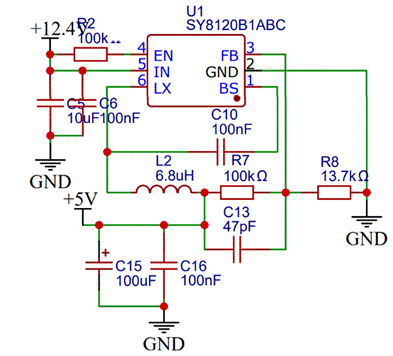 U1
SY8120B1ABC
+12.4V
R2
100kΩ
4 EN FB 3
5 IN GND 2
6 LX BS 1
C5 C6
10uF 100nF
C10
100nF
GND
L2
6.8uH
R7
100kΩ
R8
13.7kΩ
+5V
C13
47pF
GND
C15
100uF
C16
100nF
GND